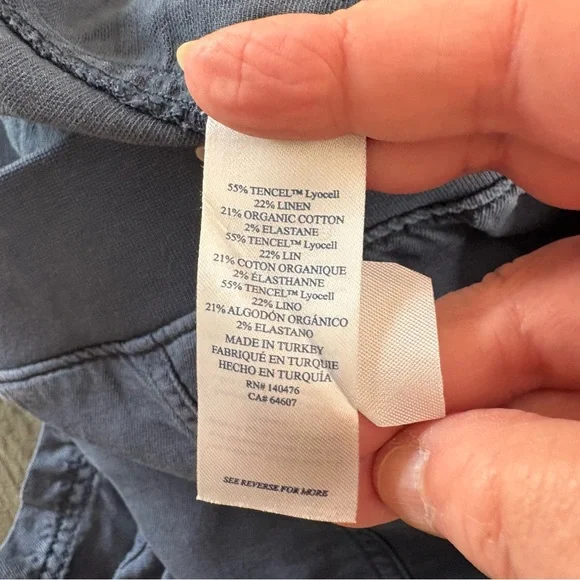 55% TENCEL™ Lyocell
22% LINEN
21% ORGANIC COTTON
2% ELASTANE
55% TENCEL™ Lyocell
22% LIN
21% COTON ORGANIQUE
2% ÉLASTHANNE
55% TENCEL™ Lyocell
22% LINO
21% ALGODÓN ORGÁNICO
2% ELASTANO
MADE IN TURKEY
FABRIQUÉ EN TURQUIE
HECHO EN TURQUÍA
RN# 140476
CA# 64607
SEE REVERSE FOR MORE